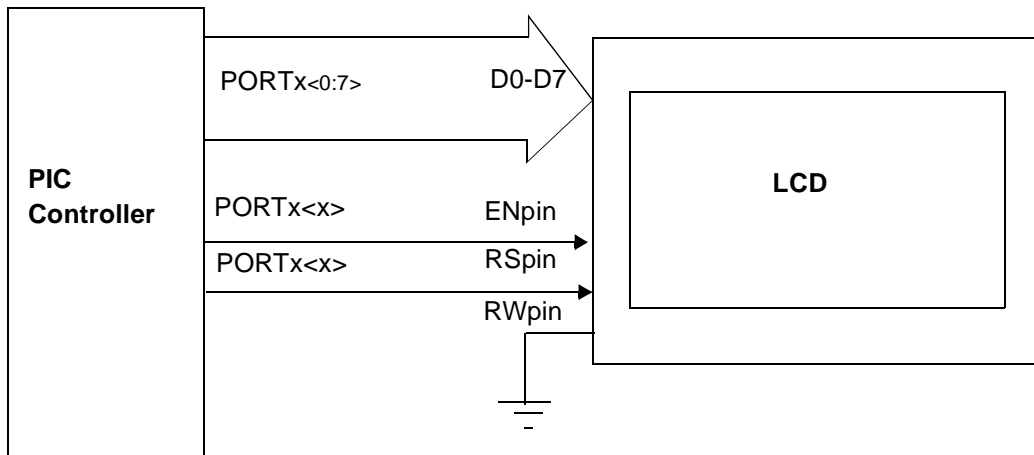 PORTx<0:7> D0-D7
PIC
Controller
LCD
PORTx<x> ENpin
PORTx<x> RSpin
RWpin